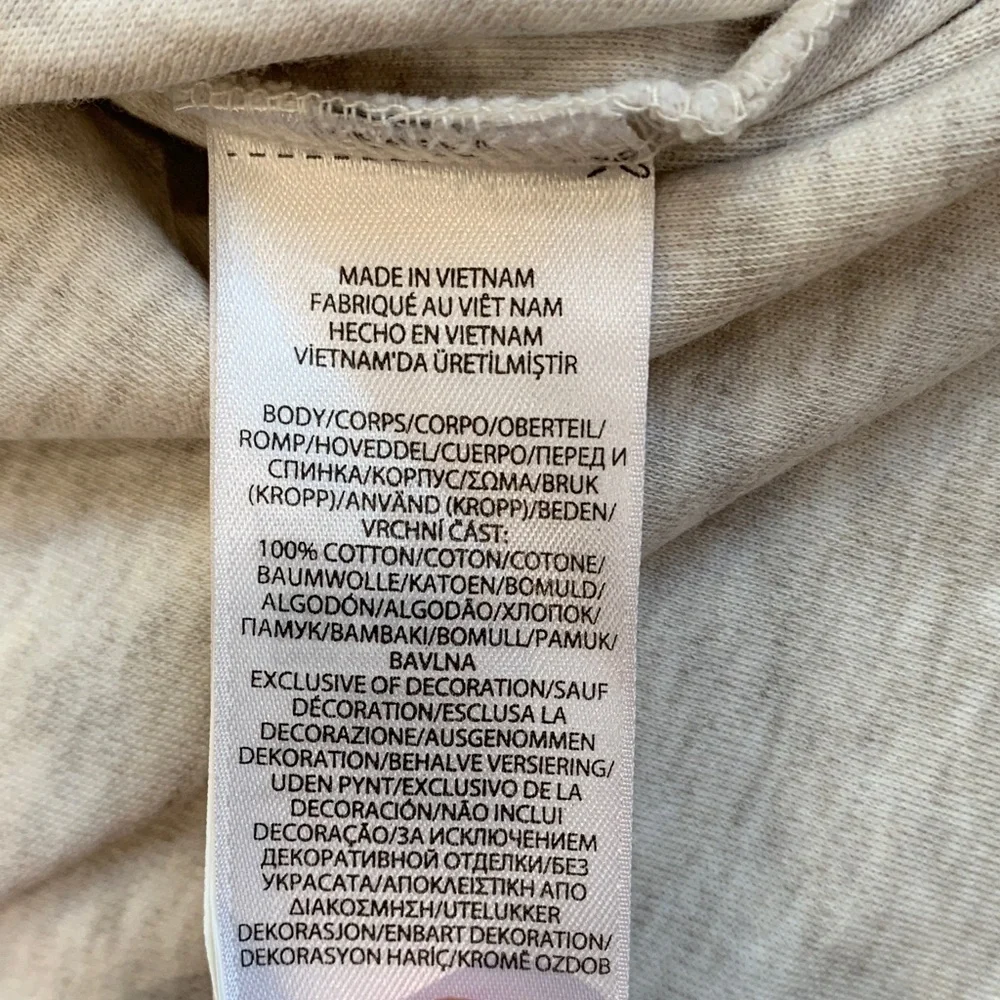 MADE IN VIETNAM
FABRIQUÉ AU VIÊT NAM
HECHO EN VIETNAM
VİETNAM'DA ÜRETİLMİŞTİR
BODY/CORPS/CORPO/OBERTEIL/
ROMP/HOVEDDEL/CUERPO/ПЕРЕД И
СПИНКА/КОРПУС/ΣΩΜΑ/BRUK
(KROPP)/ANVÄND (KROPP)/BEDEN/
VRCHNÍ ČÁST:
100% COTTON/COTON/COTONE/
BAUMWOLLE/KATOEN/BOMULD/
ALGODÓN/ALGODÃO/ХЛОПОК/
ПАМУК/ΒΑΜΒΑΚΙ/BOMULL/PAMUK/
BAVLNA
EXCLUSIVE OF DECORATION/SAUF
DÉCORATION/ESCLUSA LA
DECORAZIONE/AUSGENOMMEN
DEKORATION/BEHALVE VERSIERING/
UDEN PYNT/EXCLUSIVO DE LA
DECORACIÓN/NÃO INCLUI
DECORAÇÃO/ЗА ИСКЛЮЧЕНИЕМ
ДЕКОРАТИВНОЙ ОТДЕЛКИ/БЕЗ
УКРАСАТА/ΑΠΟΚΛΕΙΣΤΙΚΗ ΑΠΟ
ΔΙΑΚΟΣΜΗΣΗ/UTELUKKER
DEKORASJON/ENBART DEKORATION/
DEKORASYON HARİÇ/KROMĚ OZDOB